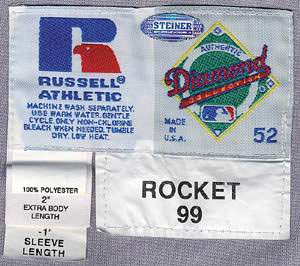 R
RUSSELL®
ATHLETIC
MACHINE WASH SEPARATELY.
USE WARM WATER. GENTLE
CYCLE. ONLY NON-CHLORINE
BLEACH WHEN NEEDED. TUMBLE
DRY. LOW HEAT.
STEINER
AUTHENTIC
Diamond
COLLECTION
MADE IN
U.S.A.
52
100% POLYESTER
2"
EXTRA BODY
LENGTH
-1"
SLEEVE
LENGTH
ROCKET
99